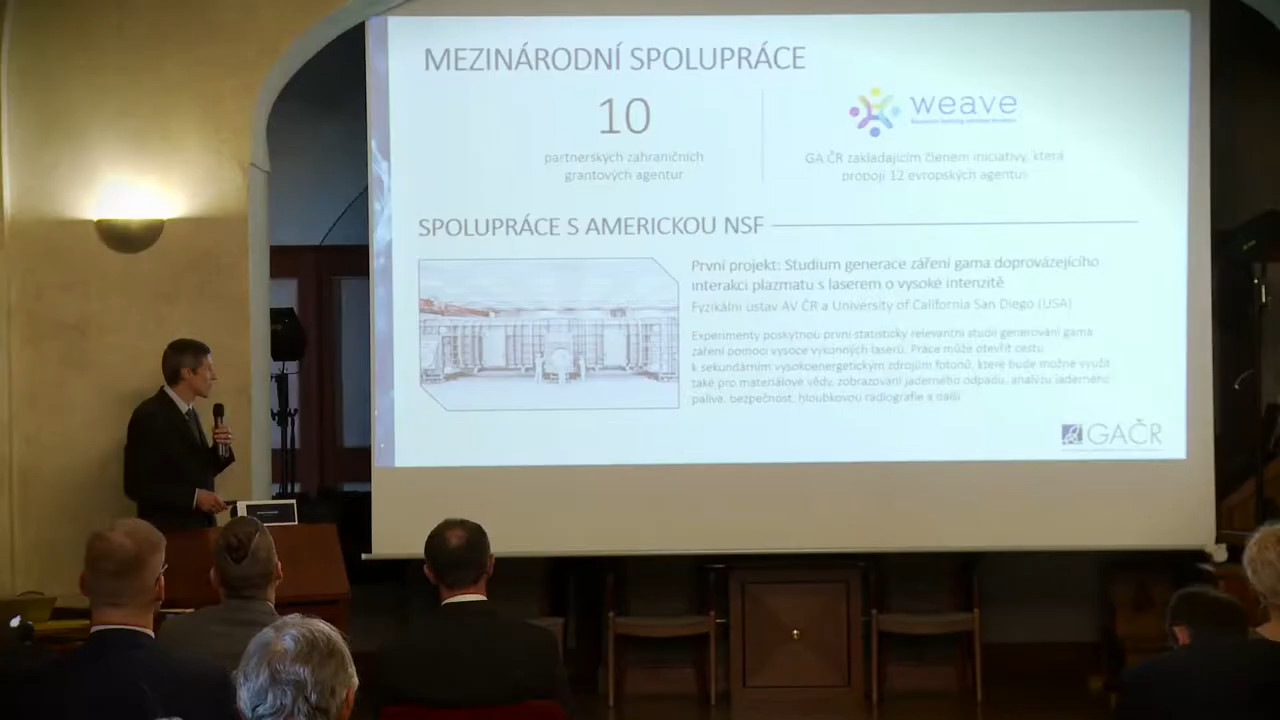 MEZINÁRODNÍ SPOLUPRÁCE
10
partnerských zahraničních
grantových agentur
weave
GA ČR zakládajícím členem iniciativy, která
propojí 12 evropských agentur
SPOLUPRÁCE S AMERICKOU NSF
První projekt: Studium generace záření gama doprovázejícího
interakci plazmatu s laserem o vysoké intenzitě
Fyzikální ústav AV ČR a University of California San Diego (USA)
Experimenty poskytnou první statisticky relevantní studii generování gama
záření pomocí vysoce výkonných laserů. Práce může otevřít cestu
k sekundárním vysokoenergetickým zdrojům fotonů, které bude možné využít
také pro materiálové vědy, zobrazování jaderného odpadu, analýzu jaderného
paliva, bezpečnost, hloubkovou radiografie a další
GAČR